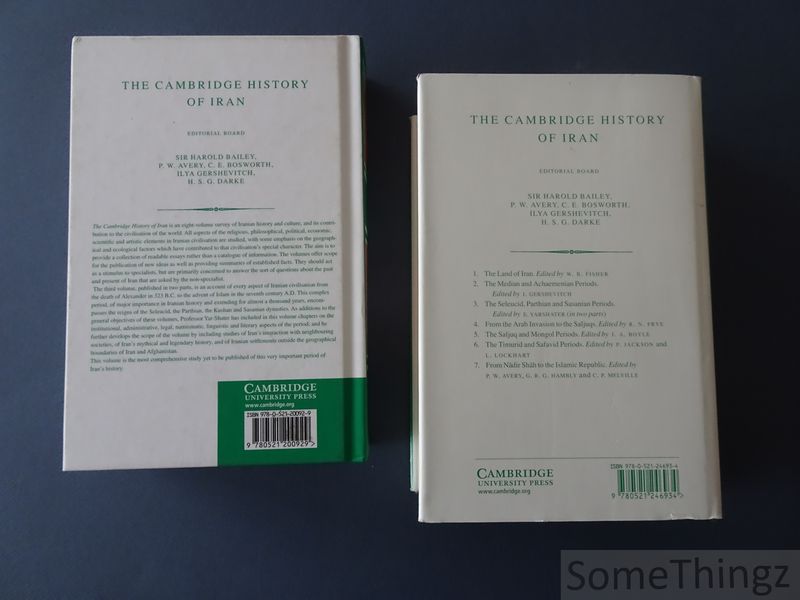 THE CAMBRIDGE HISTORY
OF IRAN
EDITORIAL BOARD
SIR HAROLD BAILEY,
P. W. AVERY, C. E. BOSWORTH,
ILYA GERSHEVITCH,
H. S. G. DARKE
The Cambridge History of Iran is an eight-volume survey of Iranian history and culture, and its contri-
bution to the civilisation of the world. All aspects of the religious, philosophical, political, economic,
scientific and artistic elements in Iranian civilisation are studied, with some emphasis on the geograph-
ical and ecological factors which have contributed to that civilisation's special character. The aim is to
provide a collection of readable essays rather than a catalogue of information. The volumes offer scope
for the publication of new ideas as well as providing summaries of established facts. They should act
as a stimulus to specialists, but are primarily concerned to answer the sort of questions about the past
and present of Iran that are asked by the non-specialist.
The third volume, published in two parts, is an account of every aspect of Iranian civilisation from
the death of Alexander in 323 B.C. to the advent of Islam in the seventh century A.D. This complex
period, of major importance in Iranian history and extending for almost a thousand years, encom-
passes the reigns of the Seleucid, the Parthian, the Kushan and Sasanian dynasties. As additions to the
general objectives of these volumes, Professor Yar-Shater has included in this volume chapters on the
institutional, administrative, legal, numismatic, linguistic and literary aspects of the period; and he
further develops the scope of the volume by including studies of Iran's impaction with neighbouring
societies, of Iran's mythical and legendary history, and of Iranian settlements outside the geographical
boundaries of Iran and Afghanistan.
This volume is the most comprehensive study yet to be published of this very important period of
Iran's history.
CAMBRIDGE
UNIVERSITY PRESS
www.cambridge.org
ISBN 978-0-521-20092-9
9 780521 200929 >
THE CAMBRIDGE HISTORY
OF IRAN
EDITORIAL BOARD
SIR HAROLD BAILEY,
P. W. AVERY, C. E. BOSWORTH,
ILYA GERSHEVITCH,
H. S. G. DARKE
1. The Land of Iran. Edited by W. B. FISHER
2. The Median and Achaemenian Periods.
Edited by I. GERSHEVITCH
3. The Seleucid, Parthian and Sasanian Periods.
Edited by E. YARSHATER (in two parts)
4. From the Arab Invasion to the Saljuqs. Edited by R. N. FRYE
5. The Saljuq and Mongol Periods. Edited by J. A. BOYLE
6. The Timurid and Safavid Periods. Edited by P. JACKSON and
L. LOCKHART
7. From Nādir Shāh to the Islamic Republic. Edited by
P. W. AVERY, G. R. G. HAMBLY and C. P. MELVILLE
CAMBRIDGE
UNIVERSITY PRESS
www.cambridge.org
ISBN 978-0-521-24693-4
9 780521 246934 >
SomeThingz